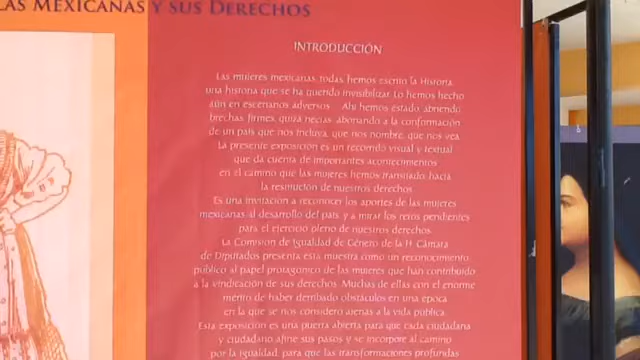 LAS MEXICANAS Y SUS DERECHOS
INTRODUCCIÓN
Las mujeres mexicanas, todas, hemos escrito la Historia,
una historia que se ha querido invisibilizar. Lo hemos hecho
aún en escenarios adversos. Ahí hemos estado, abriendo
brechas firmes, quizá necias, abonando a la conformación
de un país que nos incluya, que nos nombre, que nos vea.
La presente exposición es un recorrido visual y textual
que da cuenta de importantes acontecimientos
en el camino que las mujeres hemos transitado hacia
la restitución de nuestros derechos.
Es una invitación a reconocer los aportes de las mujeres
mexicanas al desarrollo del país y a mirar los retos pendientes
para el ejercicio pleno de nuestros derechos.
La Comisión de Igualdad de Género de la H. Cámara
de Diputados presenta esta muestra como un reconocimiento
público al papel protagónico de las mujeres que han contribuido
a la vindicación de sus derechos. Muchas de ellas con el enorme
mérito de haber derribado obstáculos en una época
en la que se nos considero ajenas a la vida pública.
Esta exposición es una puerta abierta para que cada ciudadana
y ciudadano afine sus pasos y se incorpore al camino
por la igualdad, para que las transformaciones profundas